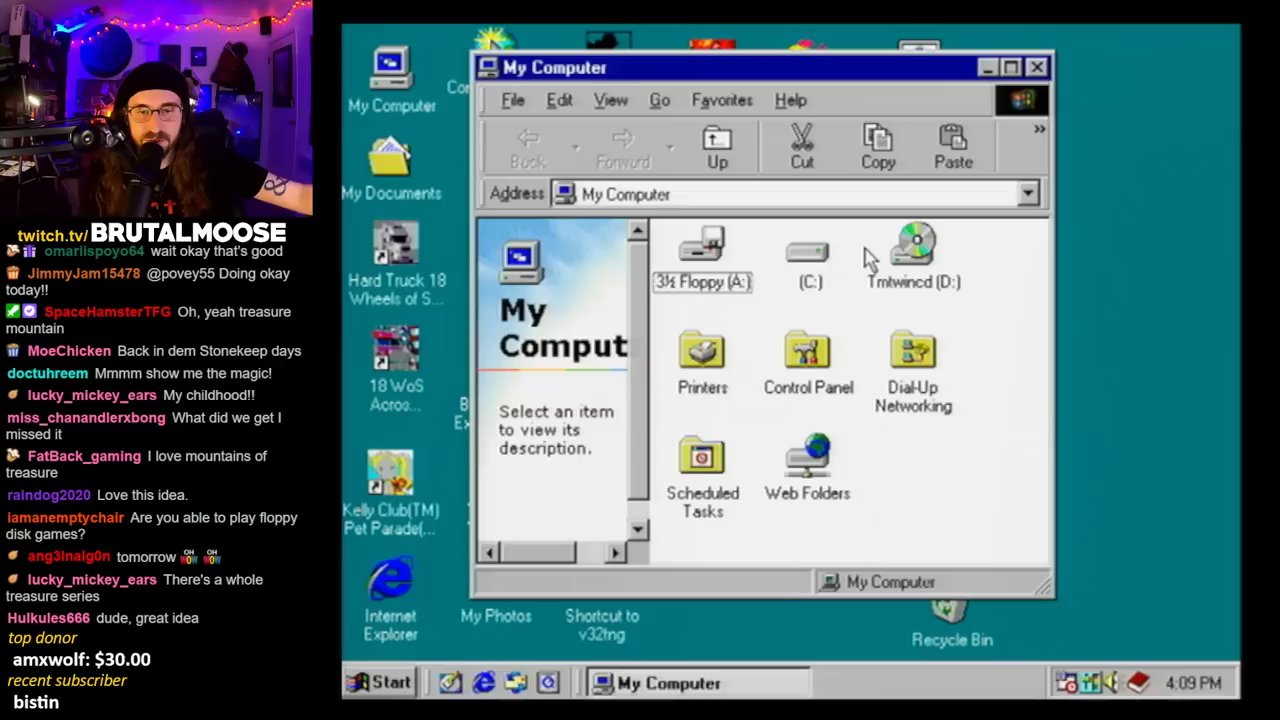 twitch.tv/BRUTALMOOSE
omarlispoyo64 wait okay that's good
JimmyJam15478 @povey55 Doing okay
today!!
SpaceHamsterTFG Oh, yeah treasure
mountain
MoeChicken Back in dem Stonekeep days
doctuhreem Mmmm show me the magic!
lucky_mickey_ears My childhood!!
miss_chanandlerxbong What did we get I
missed it
FatBack_gaming I love mountains of
treasure
raindog2020 Love this idea.
iamanemptychair Are you able to play floppy
disk games?
ang3lnalg0n tomorrow OH WOW OH WOW
lucky_mickey_ears There's a whole
treasure series
Hulkules666 dude, great idea
top donor
amxwolf: $30.00
recent subscriber
bistin
My Computer
My Documents
Hard Truck 18
Wheels of S...
18 WoS
Acros...
Kelly Club(TM)
Pet Parade(...
Internet
Explorer
My Photos
Shortcut to
v32tng
Recycle Bin
My Computer
File Edit View Go Favorites Help
Back Forward Up Cut Copy Paste
Address My Computer
My
Comput
Select an item
to view its
description.
3½ Floppy (A:)
(C:)
Tmtwincd (D:)
Printers
Control Panel
Dial-Up
Networking
Scheduled
Tasks
Web Folders
My Computer
Start
My Computer
4:09 PM